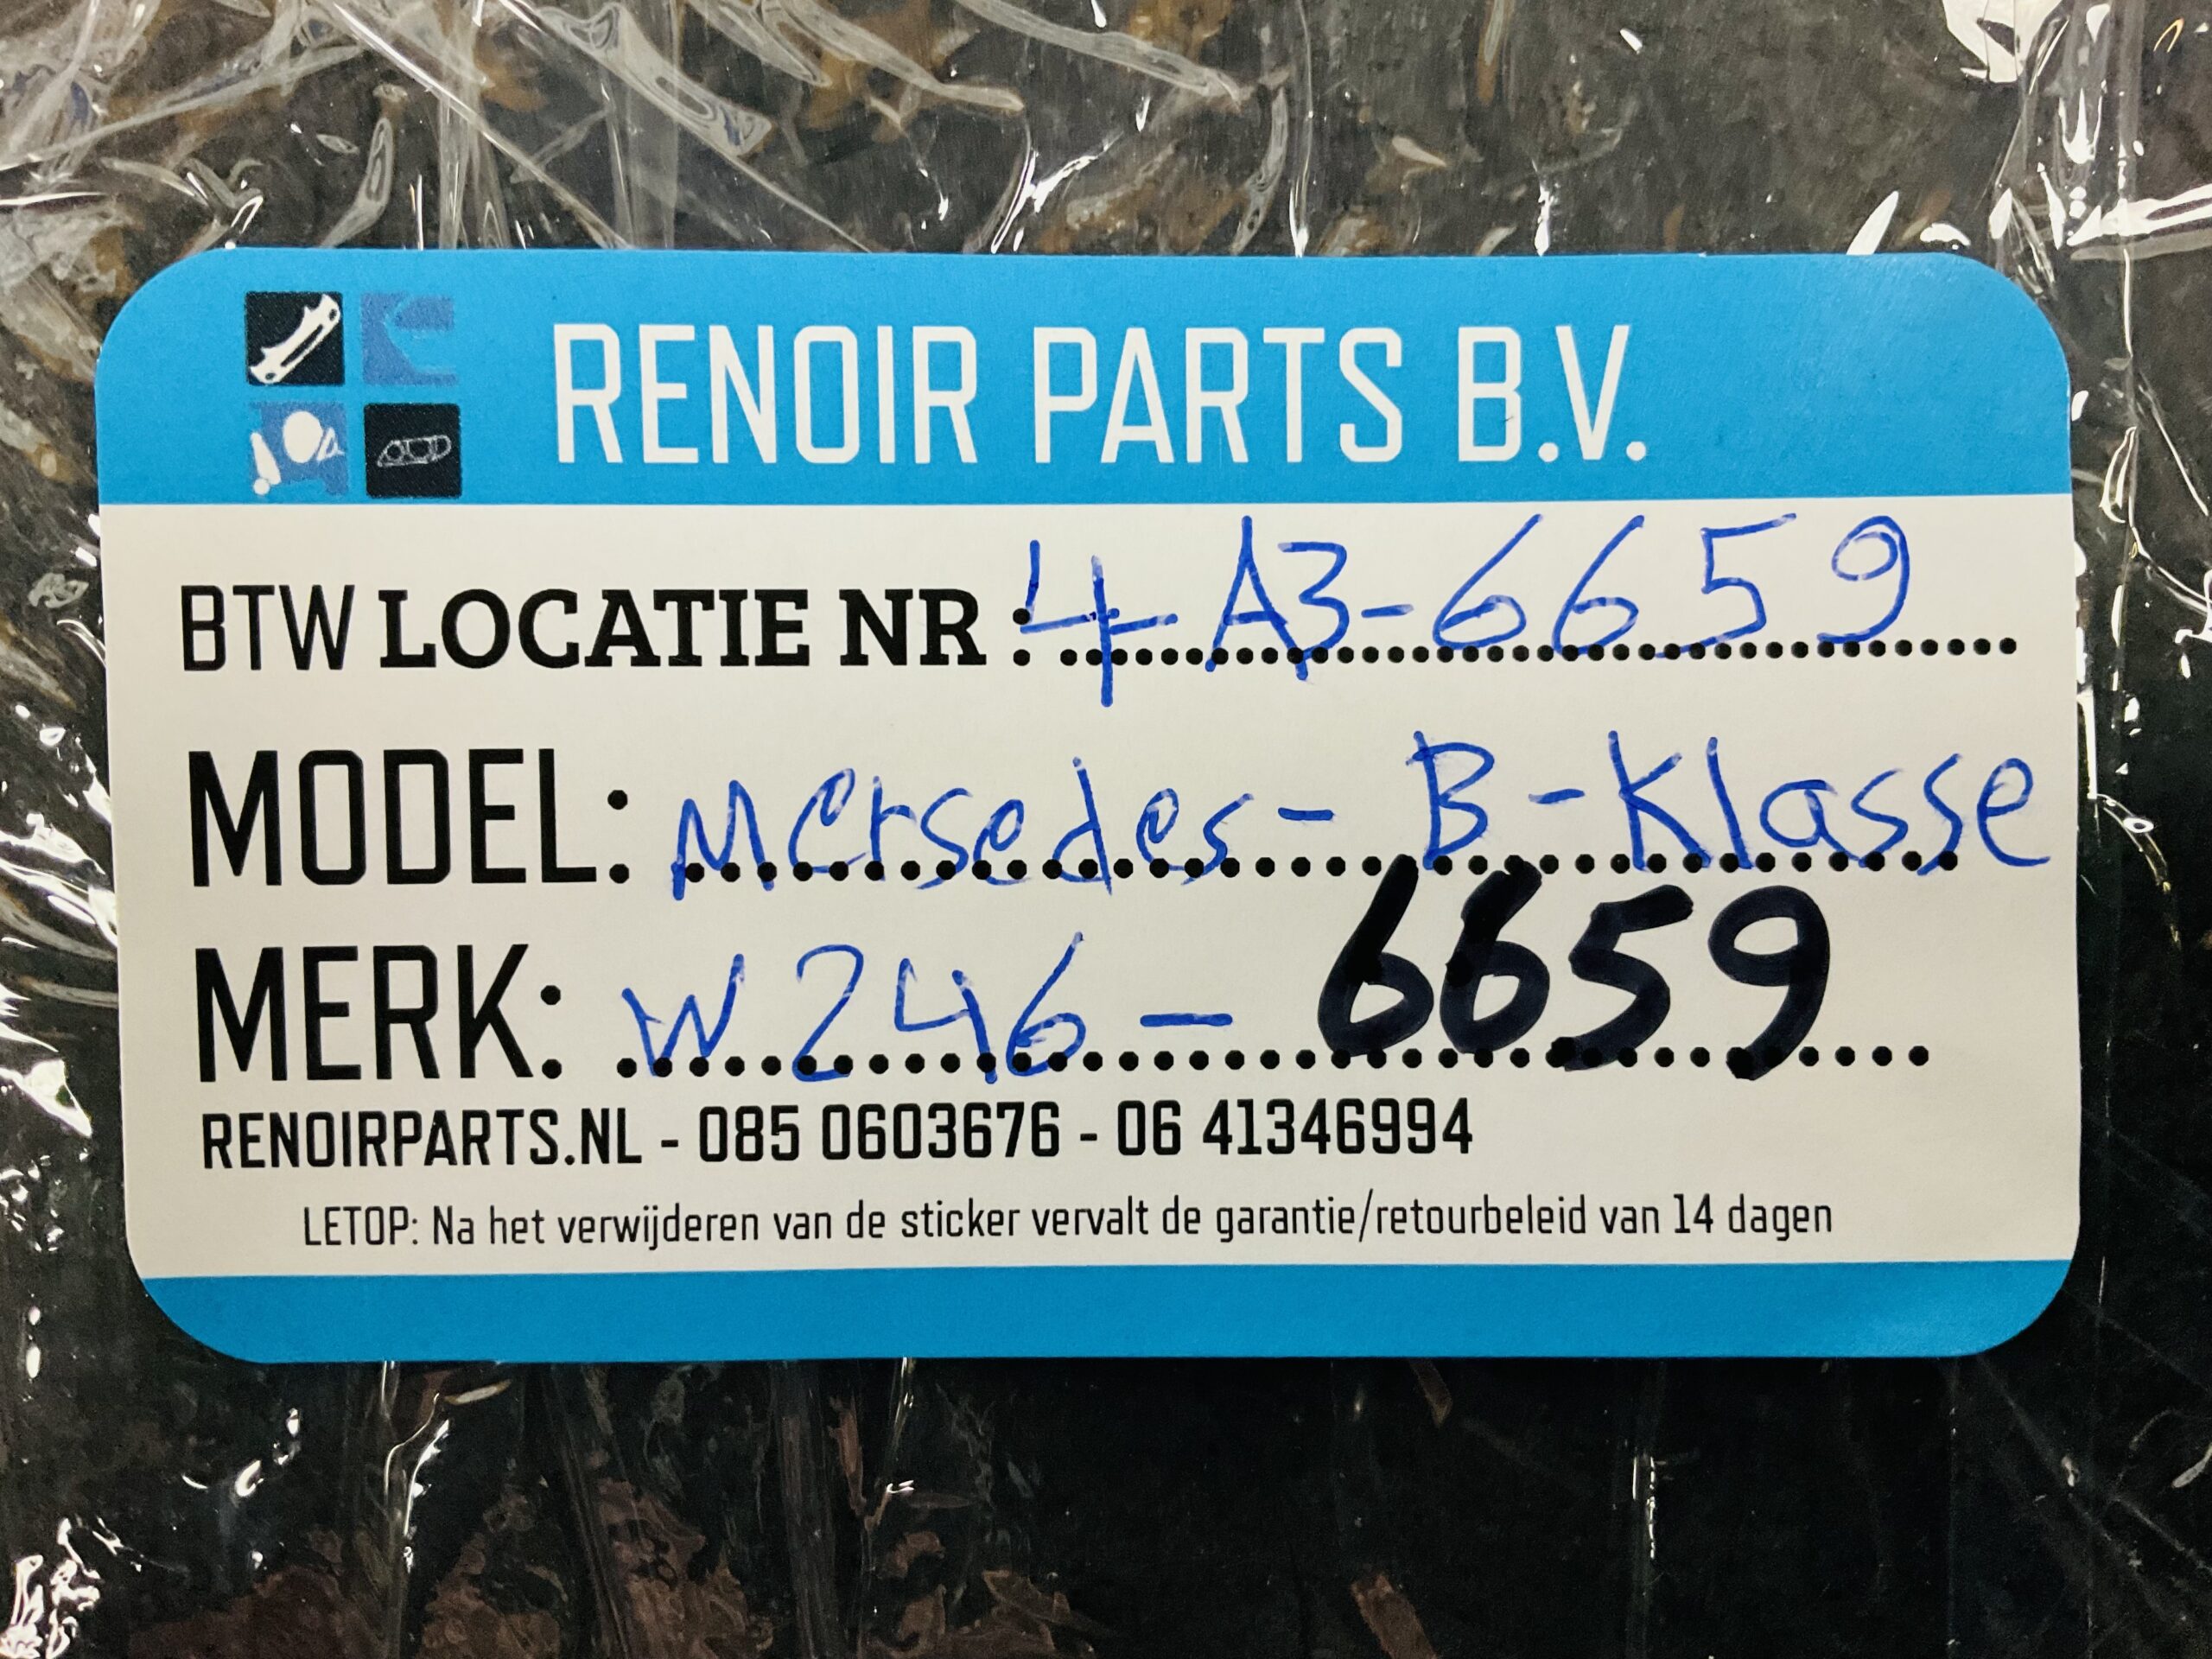 RENOIR PARTS B.V.
BTW LOCATIE NR : 4-A3-6659
MODEL: Mersedes - B-Klasse
MERK: W246 - 6659
RENOIRPARTS.NL - 085 0603676 - 06 41346994
LETOP: Na het verwijderen van de sticker vervalt de garantie/retourbeleid van 14 dagen